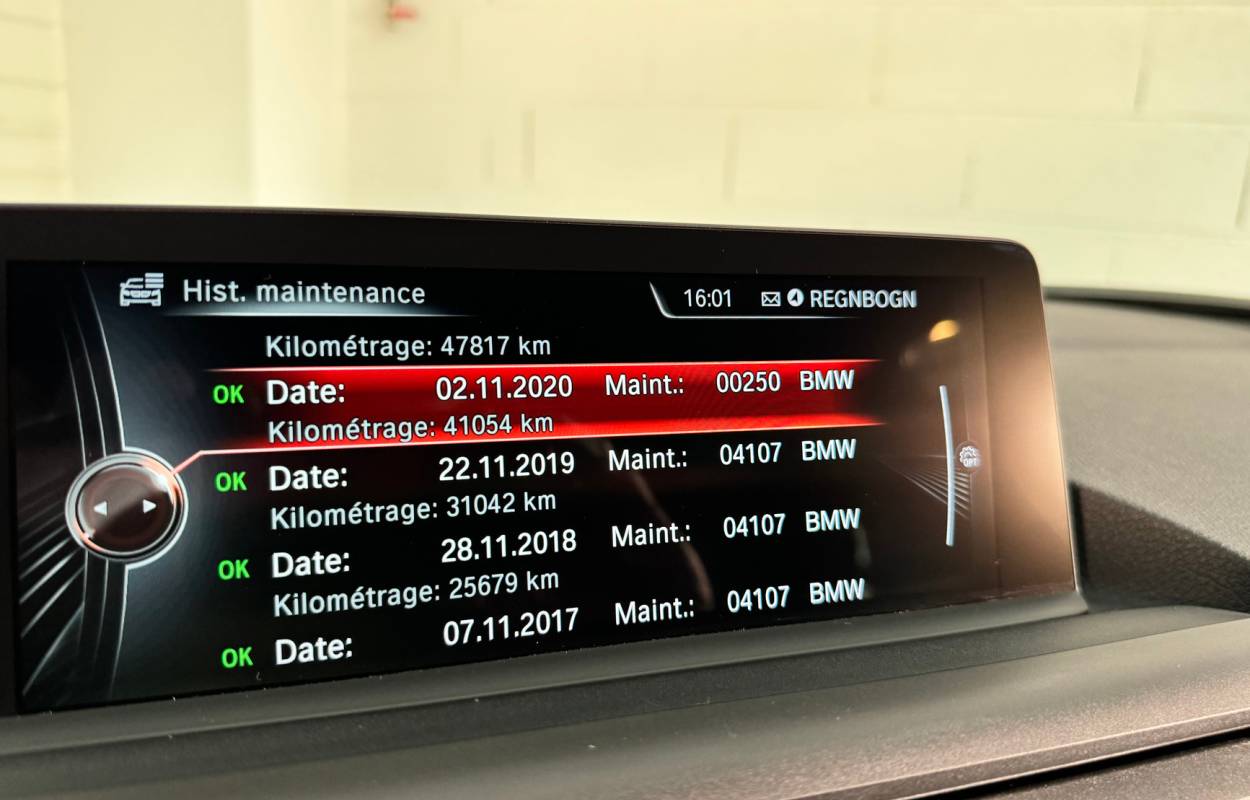 Hist. maintenance 16:01 REGNBOGN
Kilométrage: 47817 km
OK Date: 02.11.2020 Maint.: 00250 BMW
Kilométrage: 41054 km
OK Date: 22.11.2019 Maint.: 04107 BMW
Kilométrage: 31042 km
OK Date: 28.11.2018 Maint.: 04107 BMW
Kilométrage: 25679 km
OK Date: 07.11.2017 Maint.: 04107 BMW
OPT